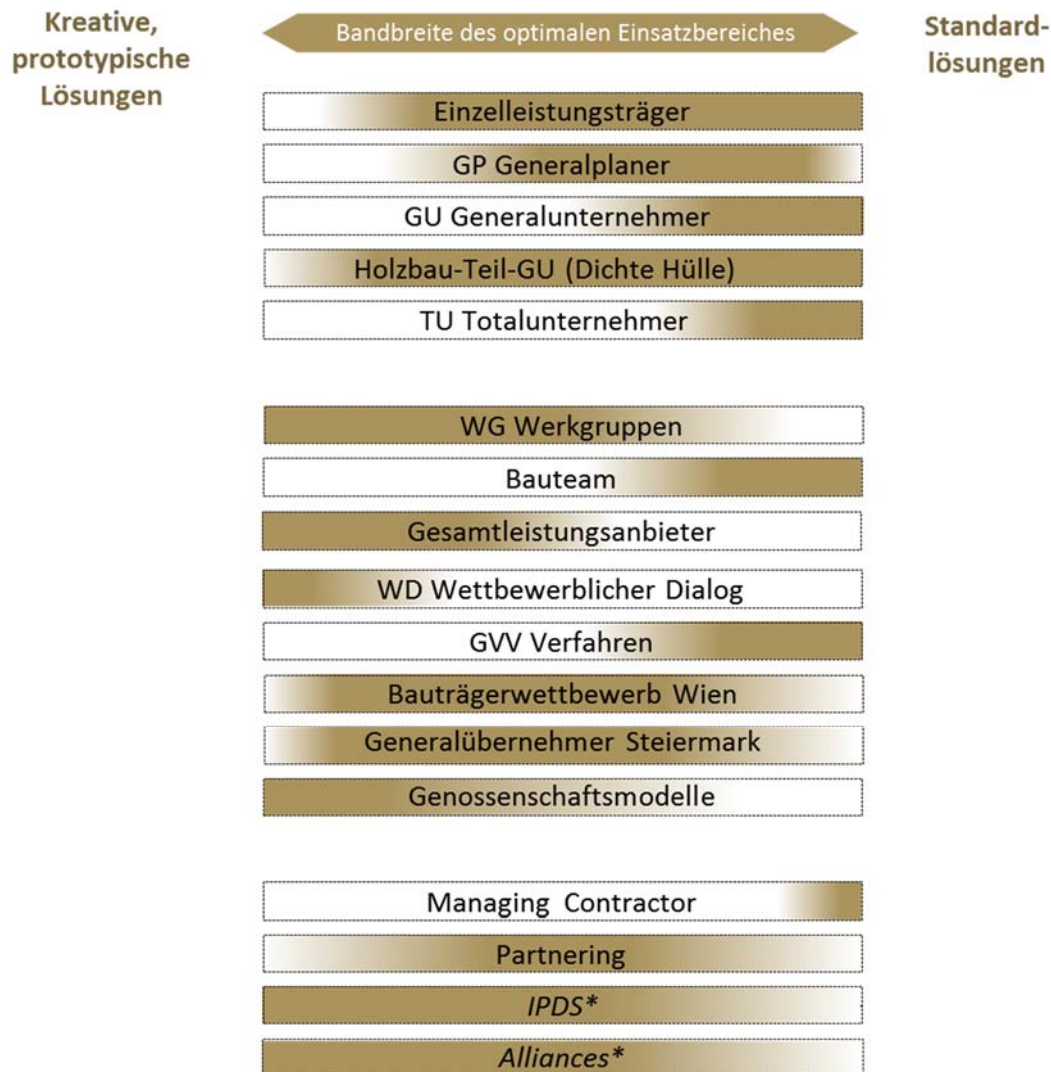 Kreative,
prototypische
Lösungen
Bandbreite des optimalen Einsatzbereiches
Standard-
lösungen
Einzelleistungsträger
GP Generalplaner
GU Generalunternehmer
Holzbau-Teil-GU (Dichte Hülle)
TU Totalunternehmer
WG Werkgruppen
Bauteam
Gesamtleistungsanbieter
WD Wettbewerblicher Dialog
GVV Verfahren
Bauträgerwettbewerb Wien
Generalübernehmer Steiermark
Genossenschaftsmodelle
Managing Contractor
Partnering
IPDS*
Alliances*